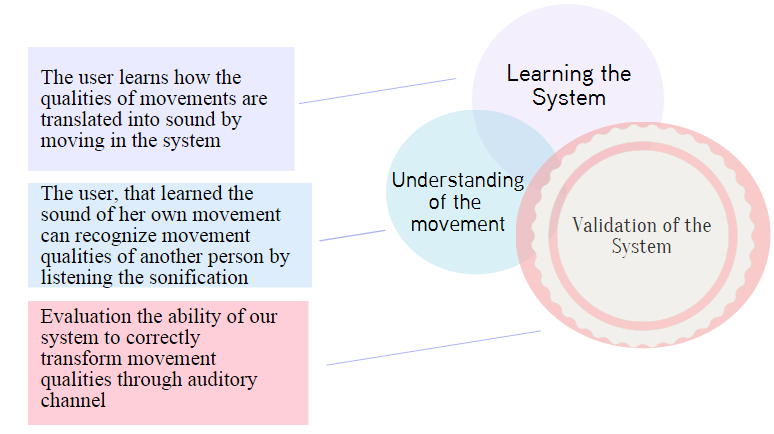 The user learns how the
qualities of movements are
translated into sound by
moving in the system
Learning the
System
The user, that learned the
sound of her own movement
can recognize movement
qualities of another person by
listening the sonification
Understanding
of the
movement
Evaluation the ability of our
system to correctly
transform movement
qualities through auditory
channel
Validation of the
System